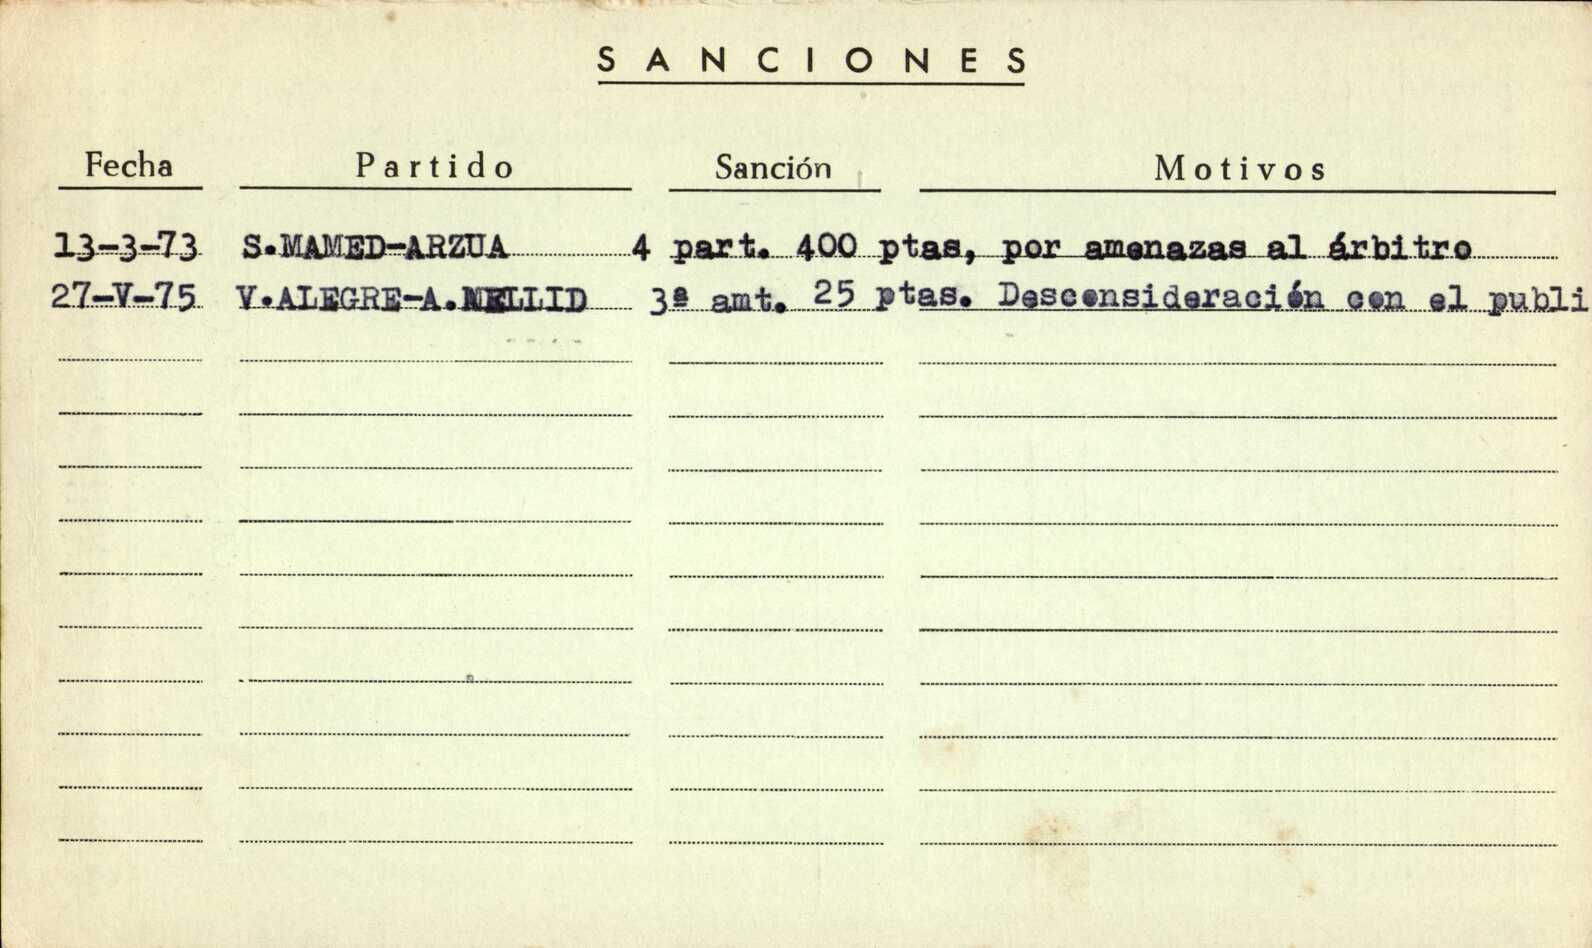 SANCIONES
Fecha Partido Sanción Motivos
13-3-73 S.MAMED-ARZUA 4 part. 400 ptas, por amenazas al árbitro
27-V-75 V.ALEGRE-A.MELLID 3ª amt. 25 ptas. Desconsideración con el publi